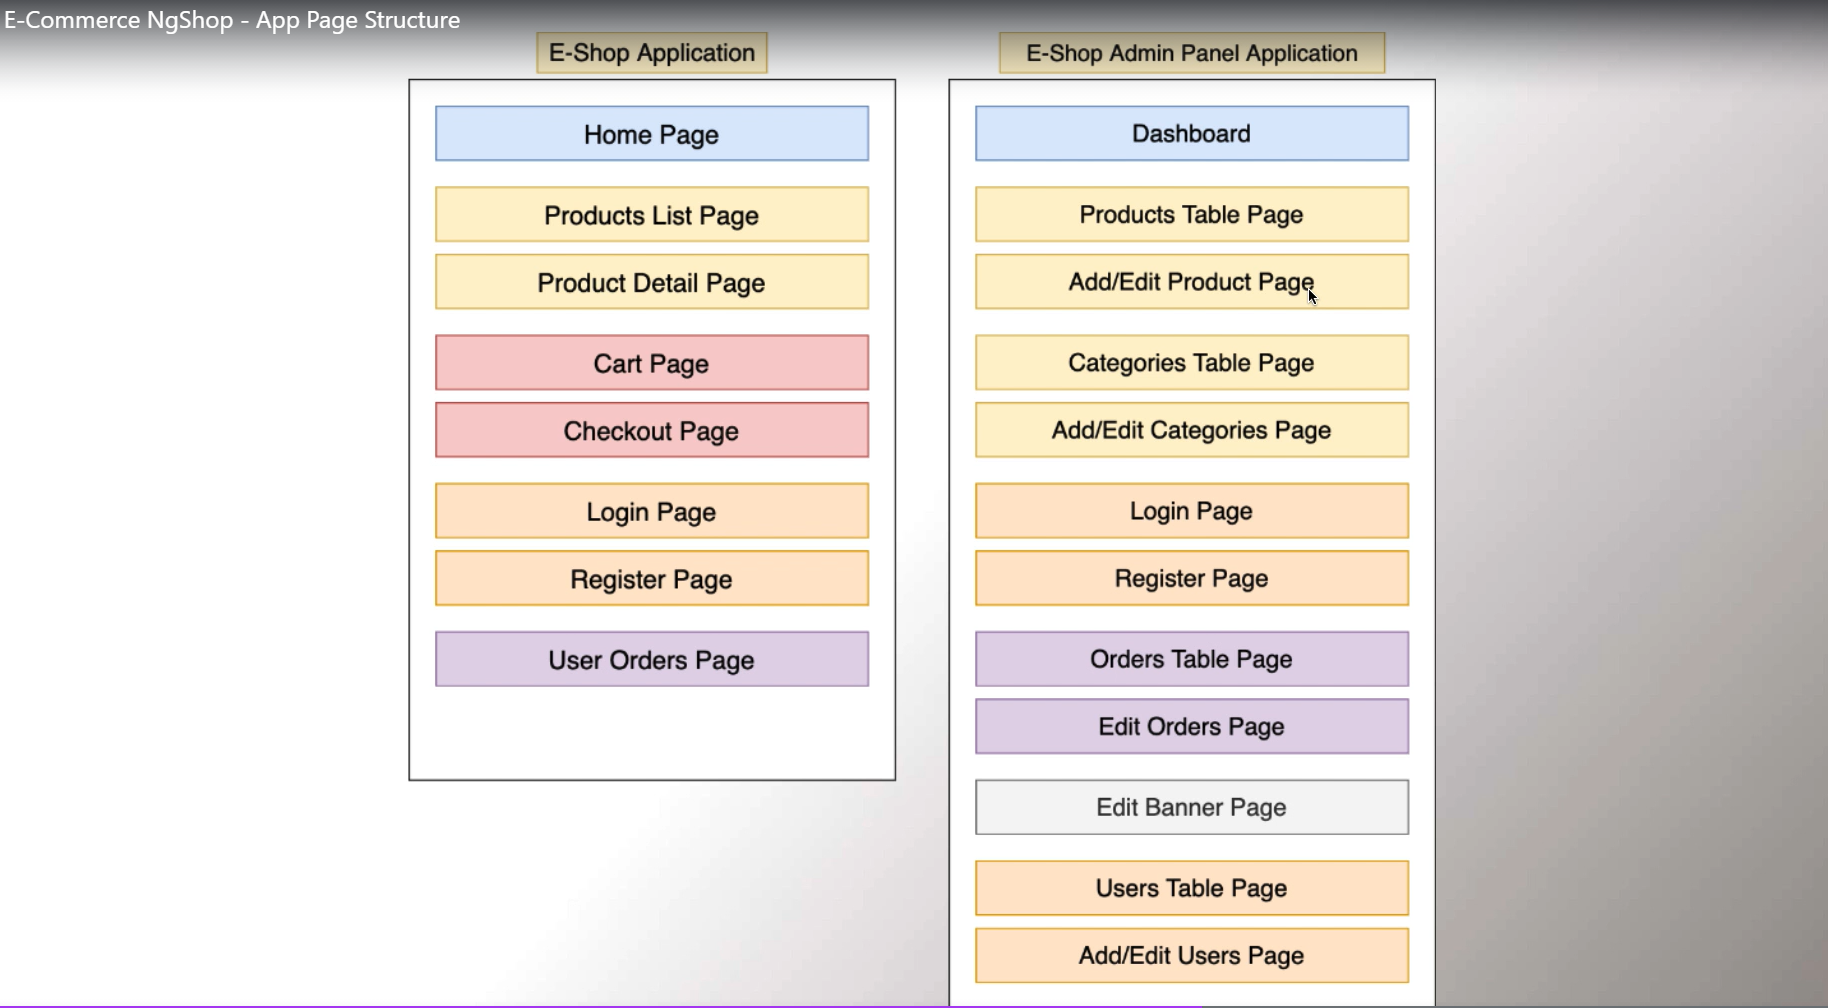 E-Commerce NgShop - App Page Structure
E-Shop Application
Home Page
Products List Page
Product Detail Page
Cart Page
Checkout Page
Login Page
Register Page
User Orders Page
E-Shop Admin Panel Application
Dashboard
Products Table Page
Add/Edit Product Page
Categories Table Page
Add/Edit Categories Page
Login Page
Register Page
Orders Table Page
Edit Orders Page
Edit Banner Page
Users Table Page
Add/Edit Users Page